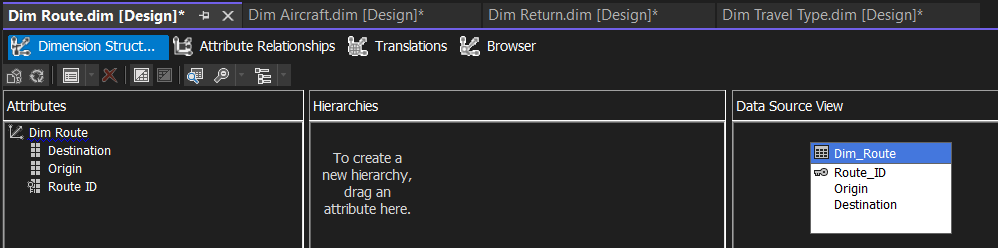 Dim Route.dim [Design]* Dim Aircraft.dim [Design]* Dim Return.dim [Design]* Dim Travel Type.dim [Design]*
Dimension Struct... Attribute Relationships Translations Browser
Attributes
Dim Route
Destination
Origin
Route ID
Hierarchies
To create a
new hierarchy,
drag an
attribute here.
Data Source View
Dim_Route
Route_ID
Origin
Destination